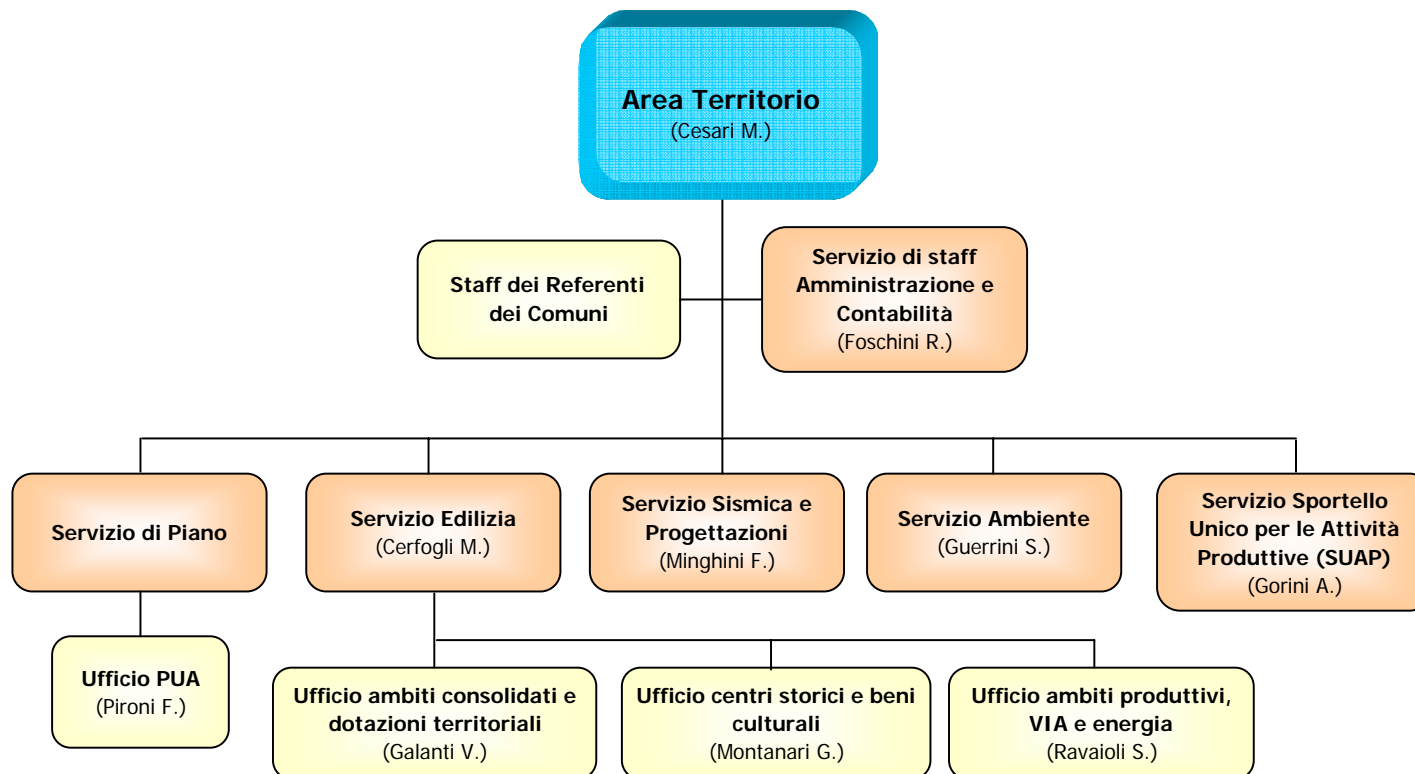 Area Territorio
(Cesari M.)
Staff dei Referenti
dei Comuni
Servizio di staff
Amministrazione e
Contabilità
(Foschini R.)
Servizio di Piano
Servizio Edilizia
(Cerfogli M.)
Servizio Sismica e
Progettazioni
(Minghini F.)
Servizio Ambiente
(Guerrini S.)
Servizio Sportello
Unico per le Attività
Produttive (SUAP)
(Gorini A.)
Ufficio PUA
(Pironi F.)
Ufficio ambiti consolidati e
dotazioni territoriali
(Galanti V.)
Ufficio centri storici e beni
culturali
(Montanari G.)
Ufficio ambiti produttivi,
VIA e energia
(Ravaioli S.)